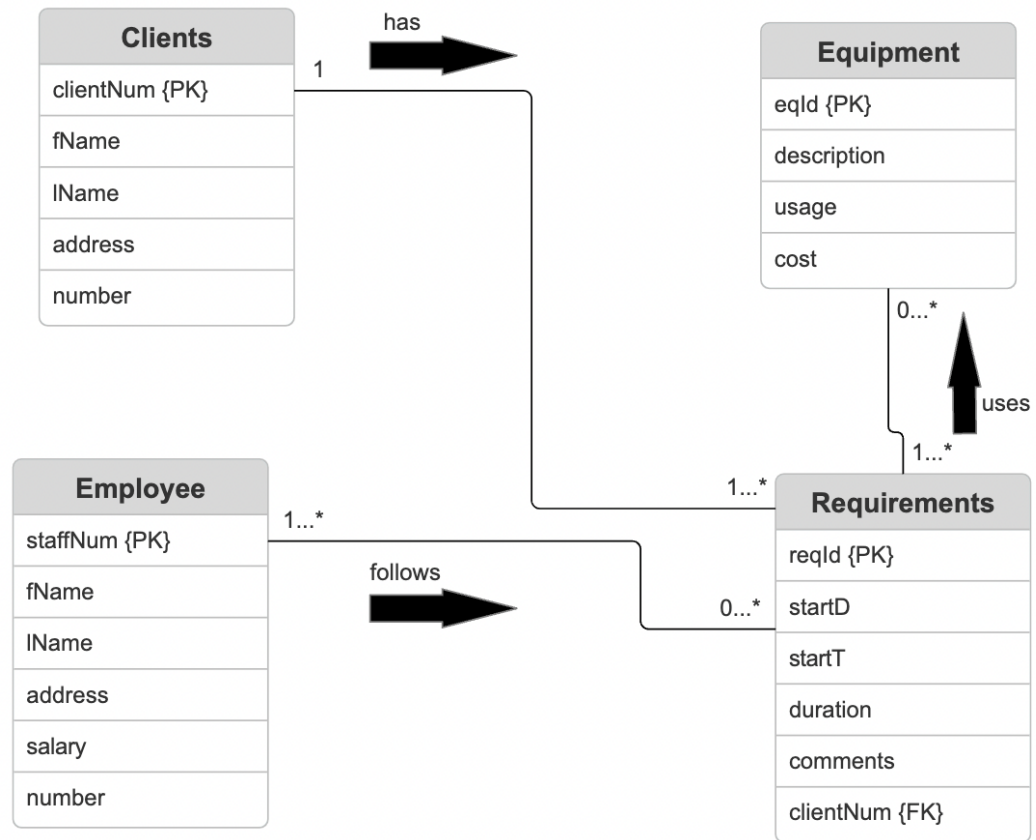 Clients
clientNum {PK}
fName
lName
address
number
has
1
1...*
Equipment
eqId {PK}
description
usage
cost
0...*
uses
1...*
Employee
staffNum {PK}
fName
lName
address
salary
number
1...*
follows
0...*
Requirements
reqId {PK}
startD
startT
duration
comments
clientNum {FK}